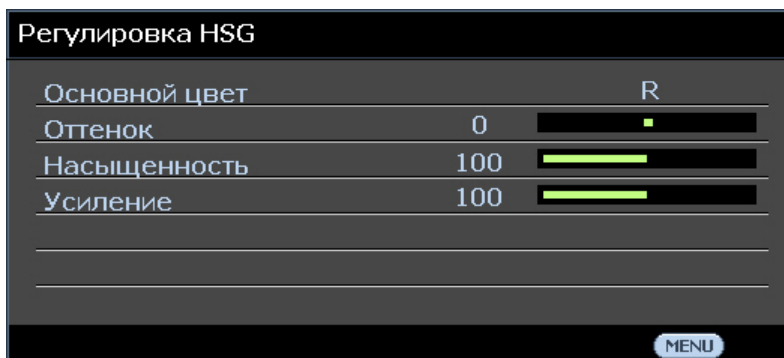 Регулировка HSG
Основной цвет R
Оттенок 0
Насыщенность 100
Усиление 100
MENU